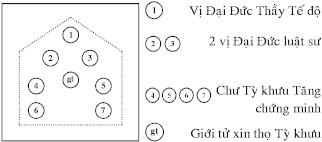 1
2 3
gt
4 5
6 7
1 Vị Đại Đức Thầy Tế độ
2 3 2 vị Đại Đức luật sư
4 5 6 7 Chư Tỳ khưu Tăng
chứng minh
gt Giới tử xin thọ Tỳ khưu